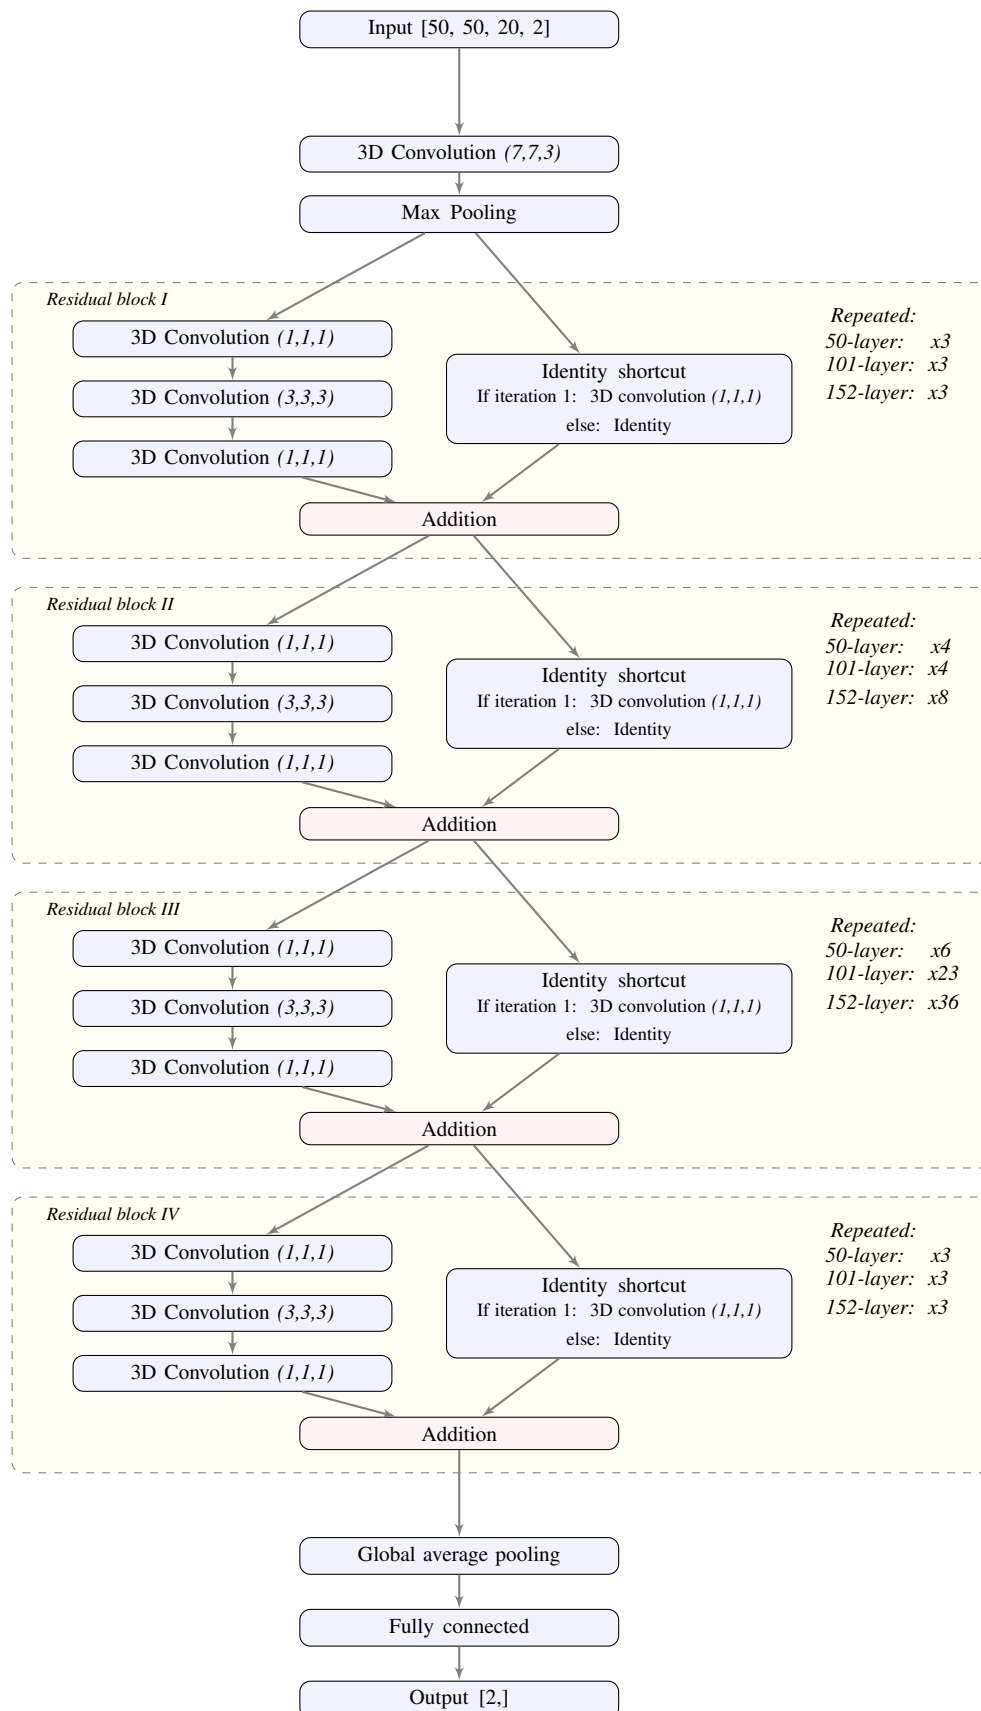 Input [50, 50, 20, 2]
3D Convolution (7,7,3)
Max Pooling
Residual block I
3D Convolution (1,1,1)
3D Convolution (3,3,3)
3D Convolution (1,1,1)
Identity shortcut
If iteration 1: 3D convolution (1,1,1)
else: Identity
Repeated:
50-layer: x3
101-layer: x3
152-layer: x3
Addition
Residual block II
3D Convolution (1,1,1)
3D Convolution (3,3,3)
3D Convolution (1,1,1)
Identity shortcut
If iteration 1: 3D convolution (1,1,1)
else: Identity
Repeated:
50-layer: x4
101-layer: x4
152-layer: x8
Addition
Residual block III
3D Convolution (1,1,1)
3D Convolution (3,3,3)
3D Convolution (1,1,1)
Identity shortcut
If iteration 1: 3D convolution (1,1,1)
else: Identity
Repeated:
50-layer: x6
101-layer: x23
152-layer: x36
Addition
Residual block IV
3D Convolution (1,1,1)
3D Convolution (3,3,3)
3D Convolution (1,1,1)
Identity shortcut
If iteration 1: 3D convolution (1,1,1)
else: Identity
Repeated:
50-layer: x3
101-layer: x3
152-layer: x3
Addition
Global average pooling
Fully connected
Output [2,]